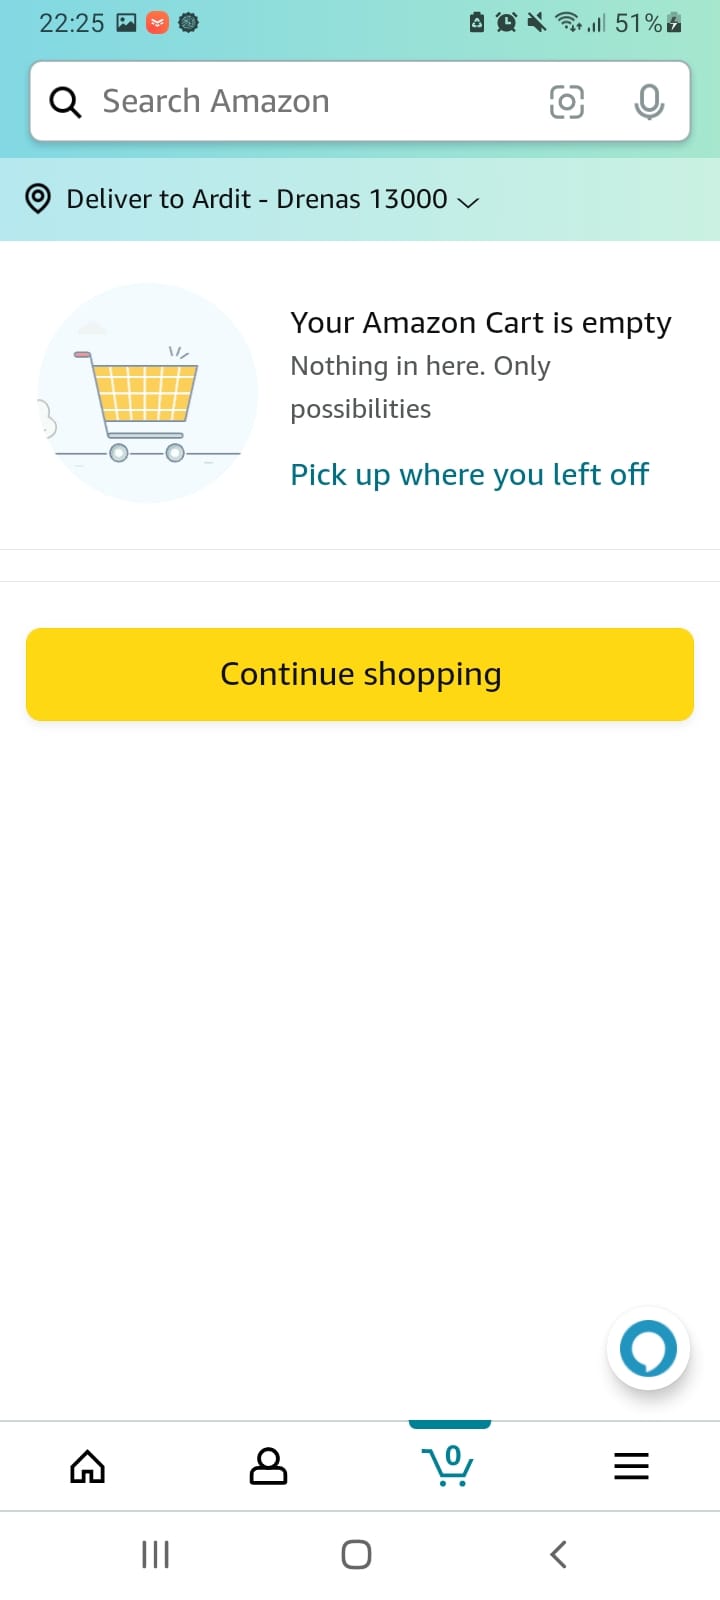 22:25 51%
Search Amazon
Deliver to Ardit - Drenas 13000
Your Amazon Cart is empty
Nothing in here. Only
possibilities
Pick up where you left off
Continue shopping
0